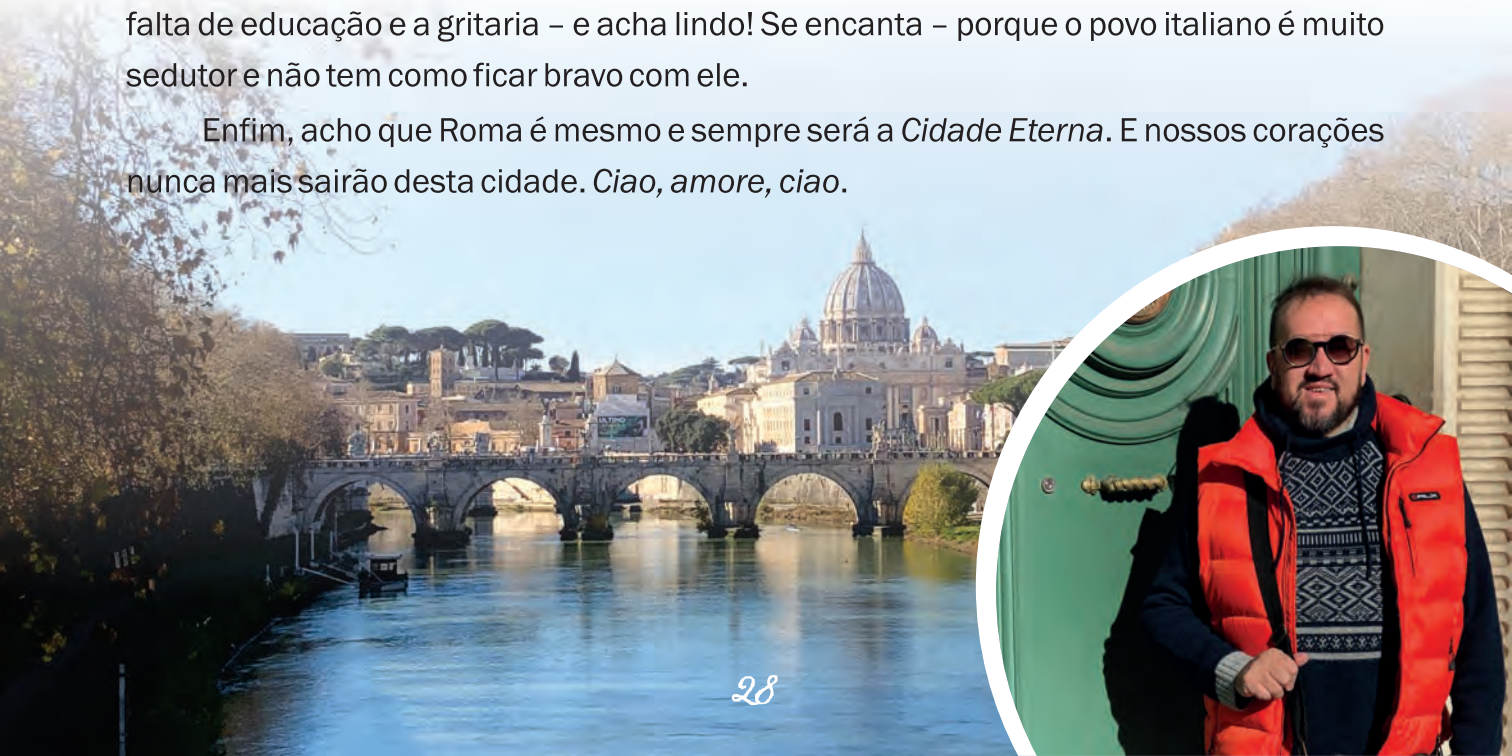 falta de educação e a gritaria – e acha lindo! Se encanta – porque o povo italiano é muito
sedutor e não tem como ficar bravo com ele.
Enfim, acho que Roma é mesmo e sempre será a Cidade Eterna. E nossos corações
nunca mais sairão desta cidade. Ciao, amore, ciao.
ULTIMO
28